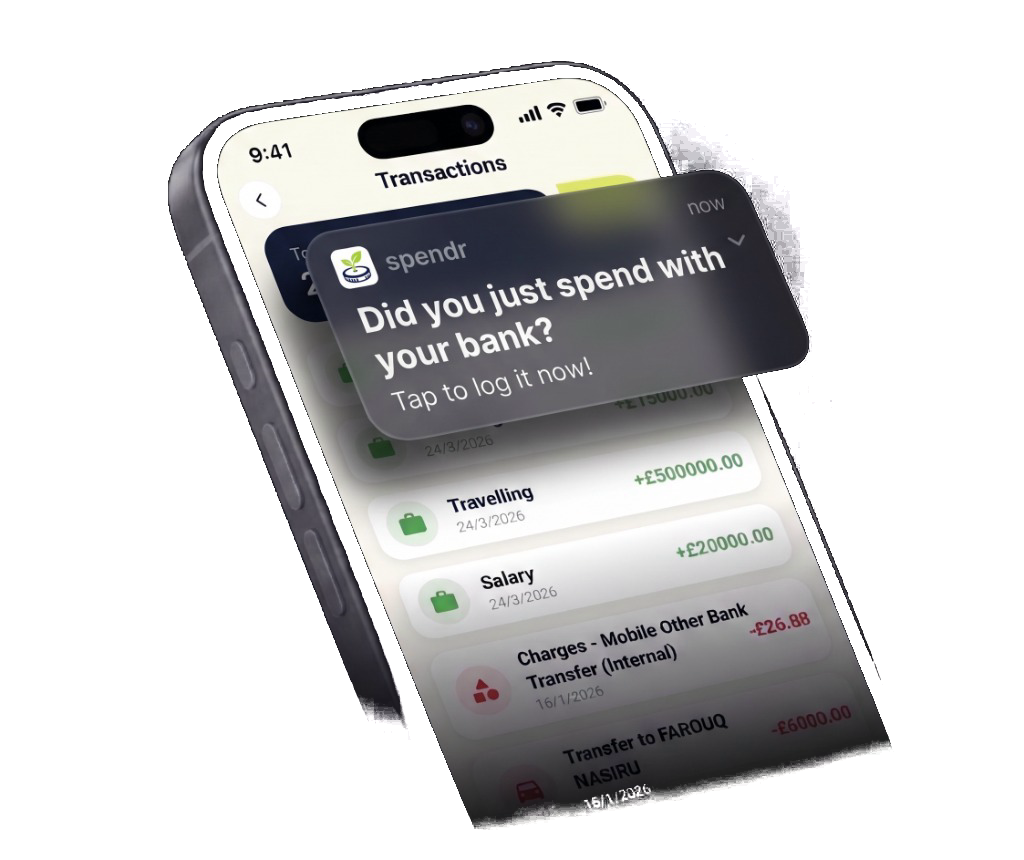 9:41
Transactions
now
spendr
Did you just spend with
your bank?
Tap to log it now!
+£15000.00
24/3/2026
Travelling
24/3/2026
+£500000.00
Salary
24/3/2026
+£20000.00
Charges - Mobile Other Bank
Transfer (Internal)
16/1/2026
-£26.88
Transfer to FAROUQ
NASIRU
16/1/2026
-£6000.00